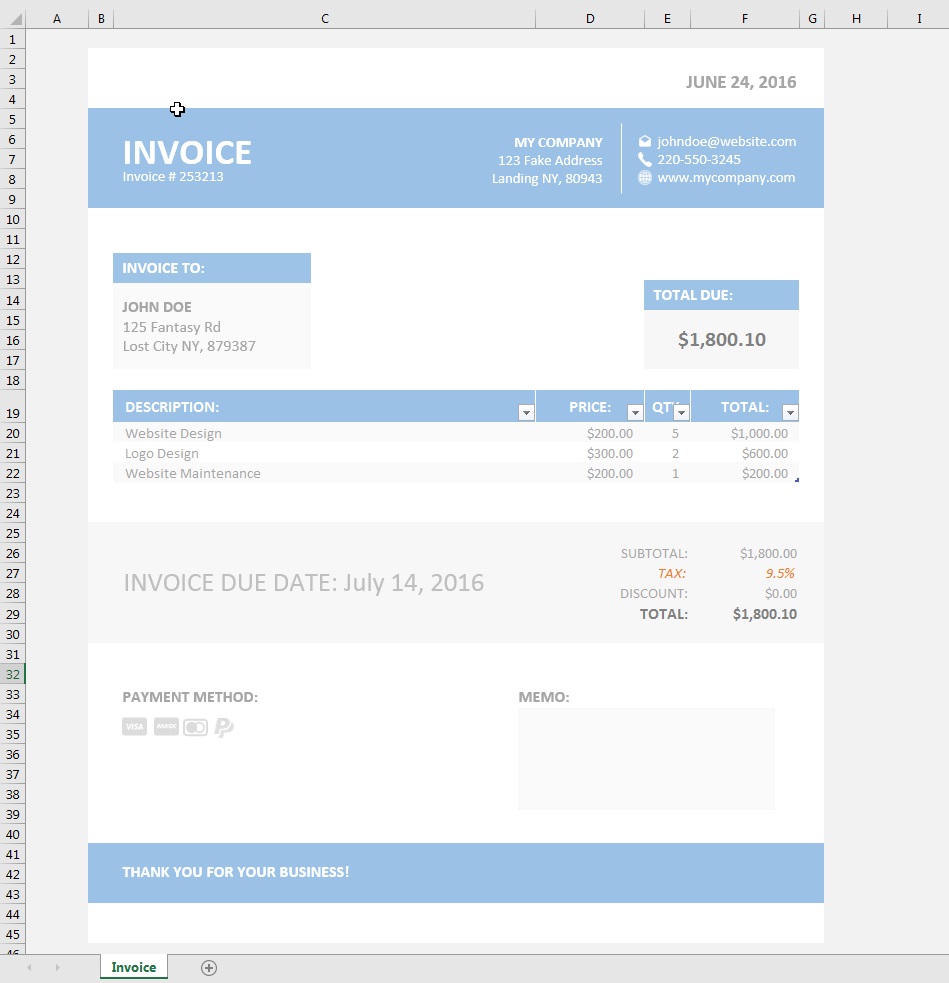 A B C D E F G H I
1
2
3 JUNE 24, 2016
4
5
6 INVOICE MY COMPANY johndoe@website.com
7 123 Fake Address 220-550-3245
8 Invoice # 253213 Landing NY, 80943 www.mycompany.com
9
10
11
12 INVOICE TO:
13 TOTAL DUE:
14 JOHN DOE
15 125 Fantasy Rd
16 Lost City NY, 879387 $1,800.10
17
18
19 DESCRIPTION: PRICE: QTY TOTAL:
20 Website Design $200.00 5 $1,000.00
21 Logo Design $300.00 2 $600.00
22 Website Maintenance $200.00 1 $200.00
23
24
25
26 SUBTOTAL: $1,800.00
27 TAX: 9.5%
28 INVOICE DUE DATE: July 14, 2016 DISCOUNT: $0.00
29 TOTAL: $1,800.10
30
31
32
33 PAYMENT METHOD: MEMO:
34
35 VISA AMEX
36
37
38
39
40
41
42 THANK YOU FOR YOUR BUSINESS!
43
44
45
46
Invoice